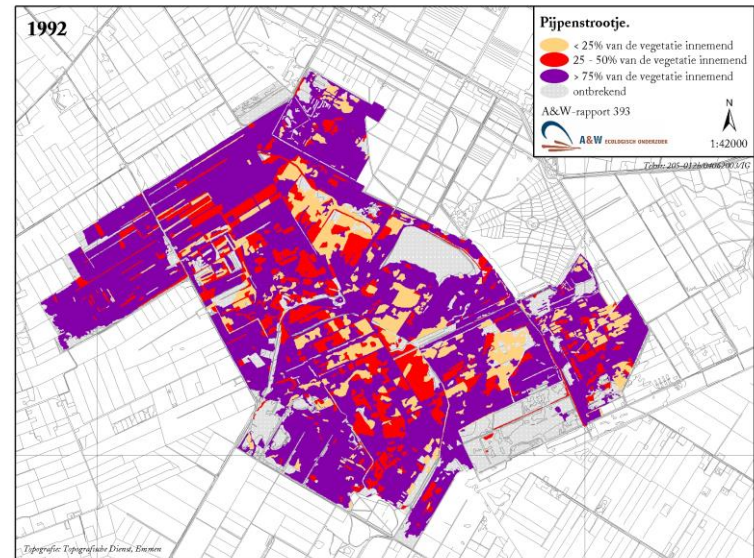 1992
Pijpenstrootje.
< 25% van de vegetatie innemend
25 - 50% van de vegetatie innemend
> 75% van de vegetatie innemend
ontbrekend
A&W-rapport 393
N
A&W ECOLOGISCH ONDERZOEK
1:42000
Topografie: Topografische Dienst, Emmen